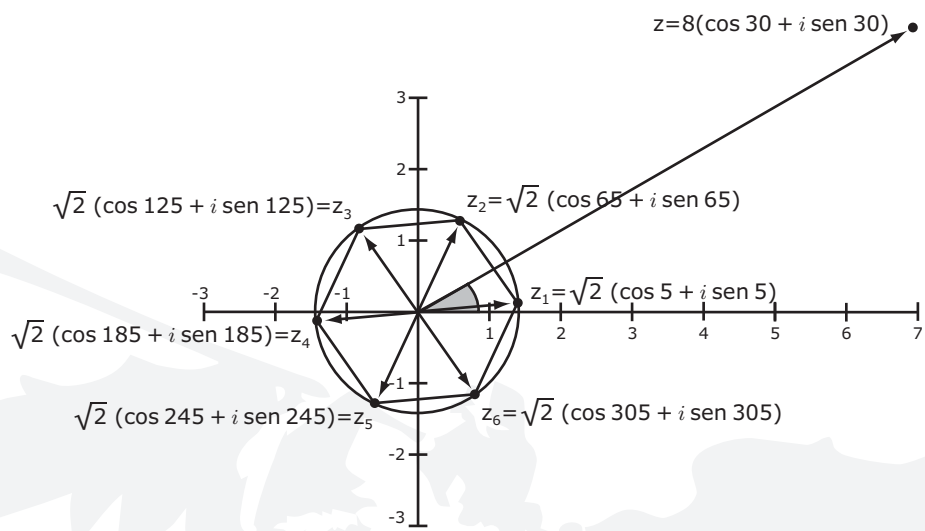 z=8(cos 30 + i sen 30)
3
2
√2 (cos 125 + i sen 125)=z₃
z₂=√2 (cos 65 + i sen 65)
1
-3 -2 -1
z₁=√2 (cos 5 + i sen 5)
1 2 3 4 5 6 7
√2 (cos 185 + i sen 185)=z₄
-1
√2 (cos 245 + i sen 245)=z₅
z₆=√2 (cos 305 + i sen 305)
-2
-3